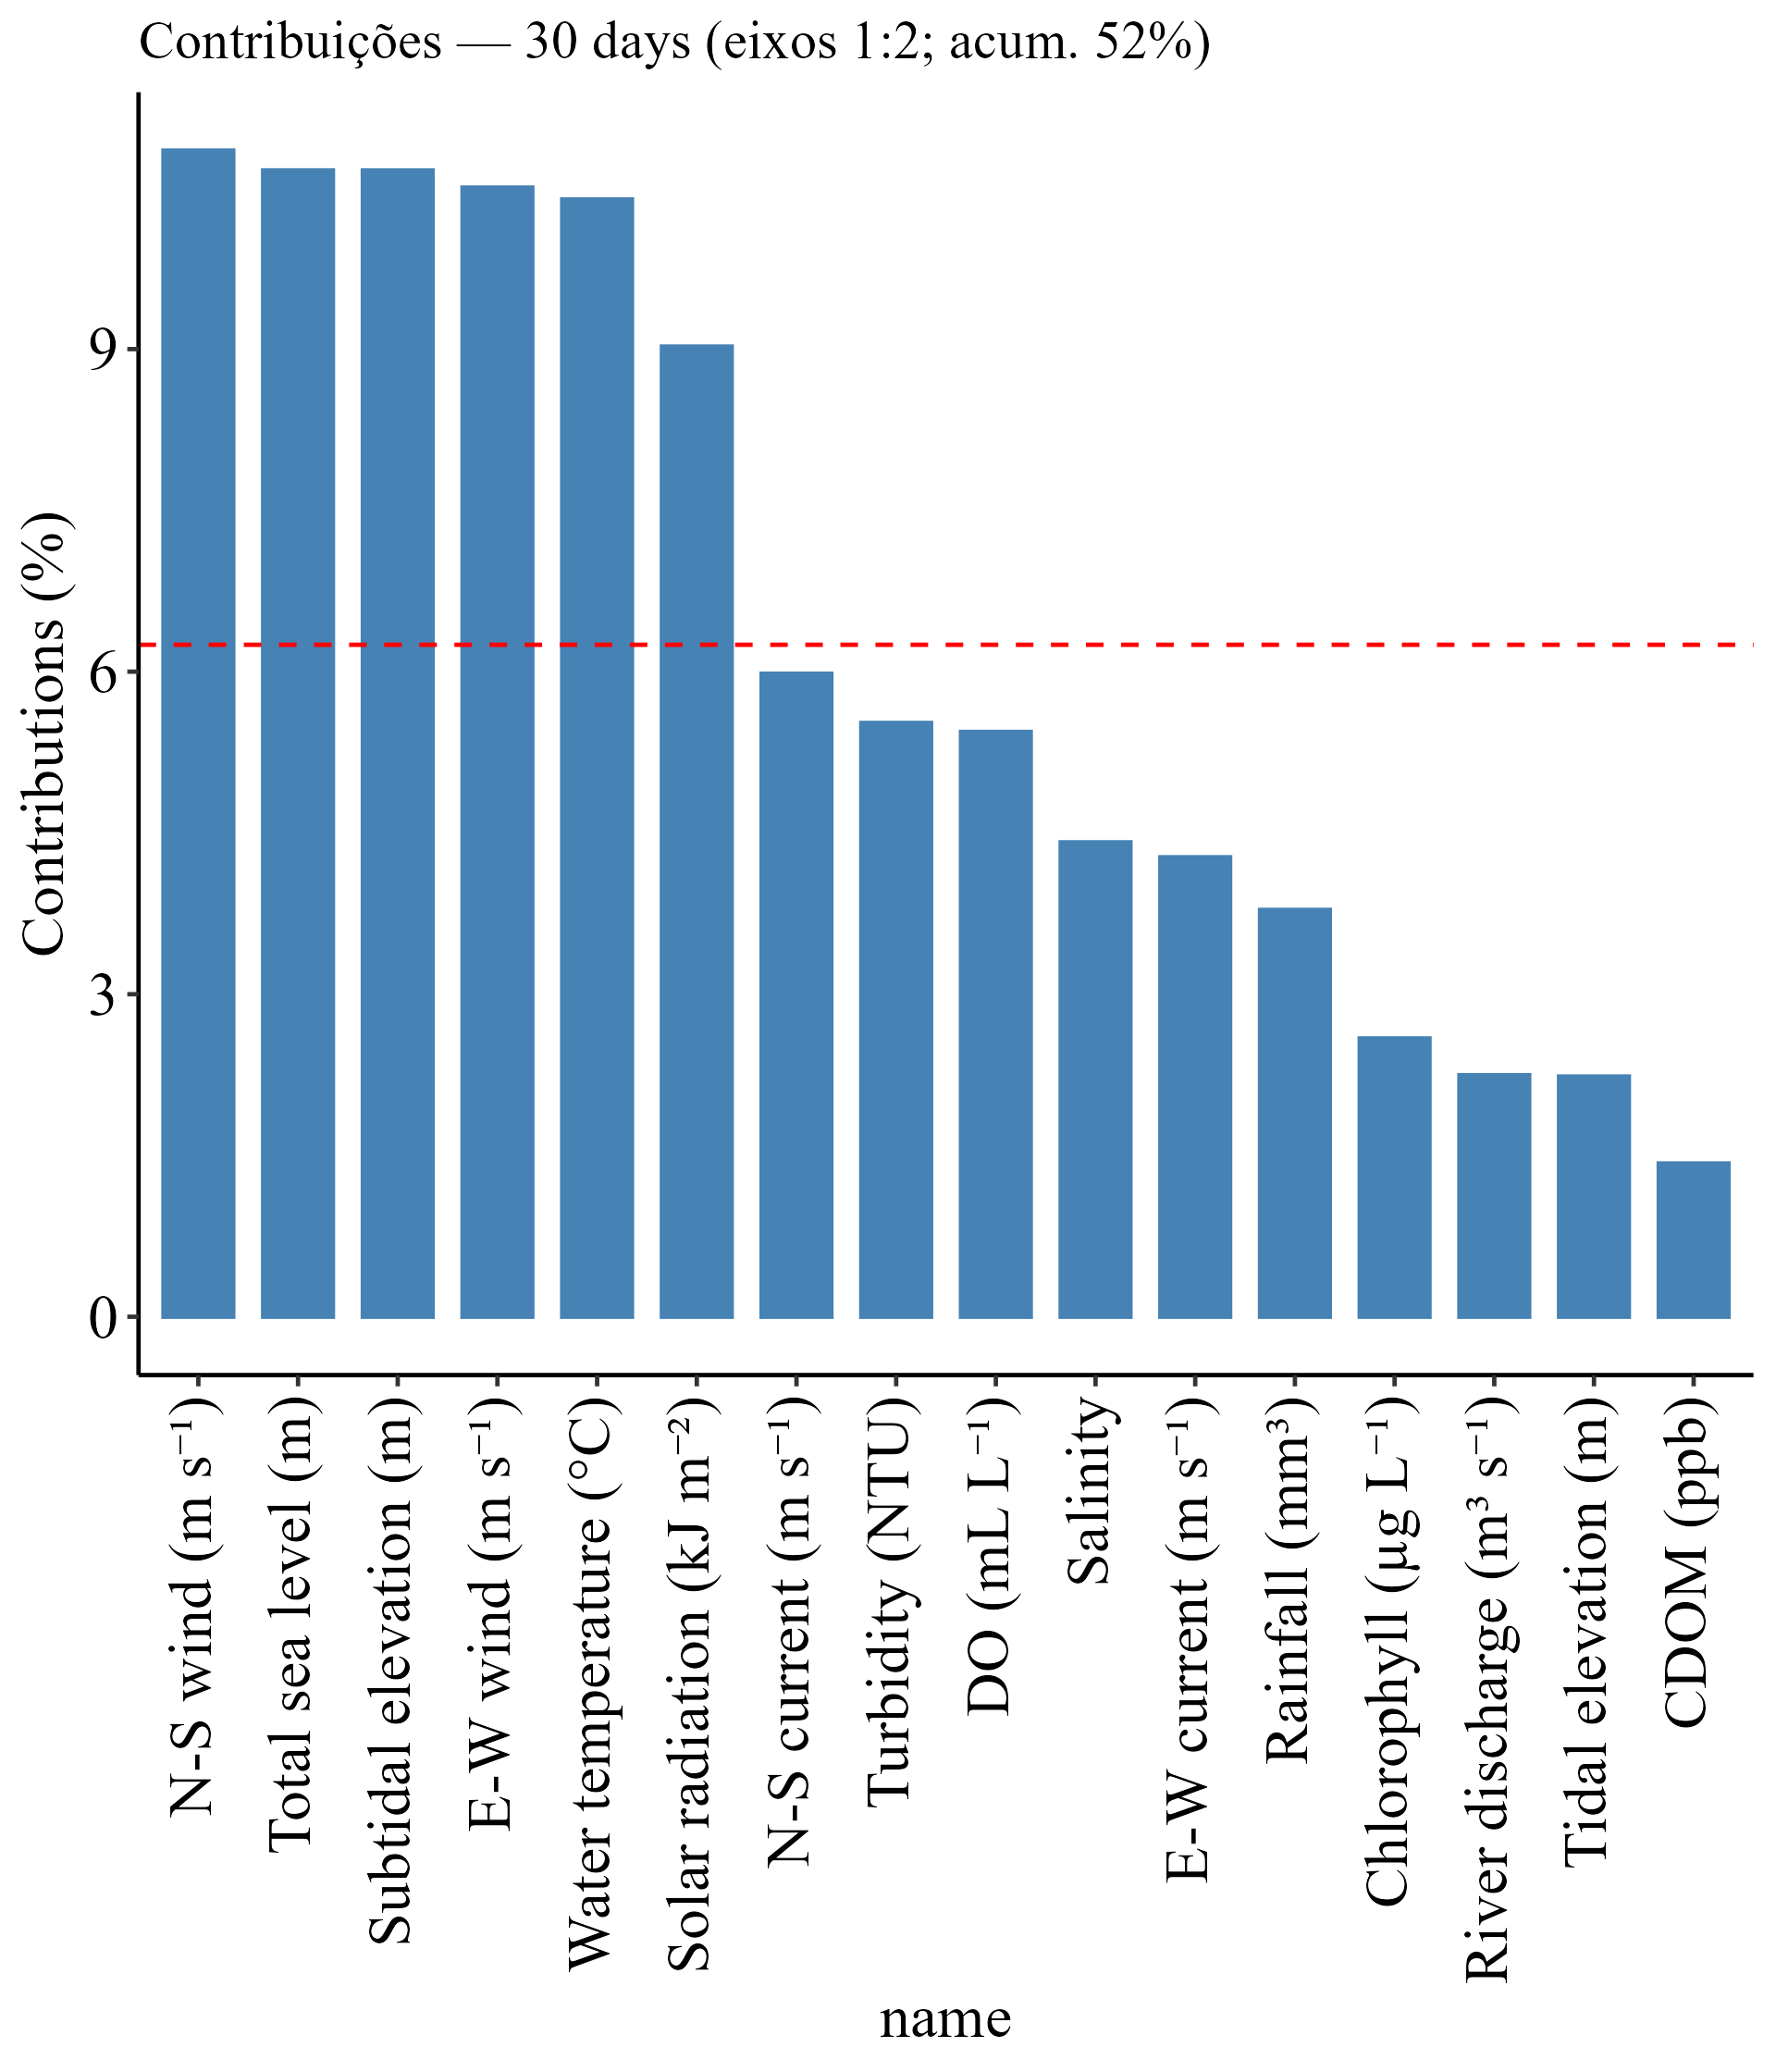 Contribuições — 30 days (eixos 1:2; acum. 52%)
Contributions (%)
9
6
3
0
N-S wind (m s⁻¹)
Total sea level (m)
Subtidal elevation (m)
E-W wind (m s⁻¹)
Water temperature (°C)
Solar radiation (kJ m⁻²)
N-S current (m s⁻¹)
Turbidity (NTU)
DO (mL L⁻¹)
Salinity
E-W current (m s⁻¹)
Rainfall (mm³)
Chlorophyll (µg L⁻¹)
River discharge (m³ s⁻¹)
Tidal elevation (m)
CDOM (ppb)
name